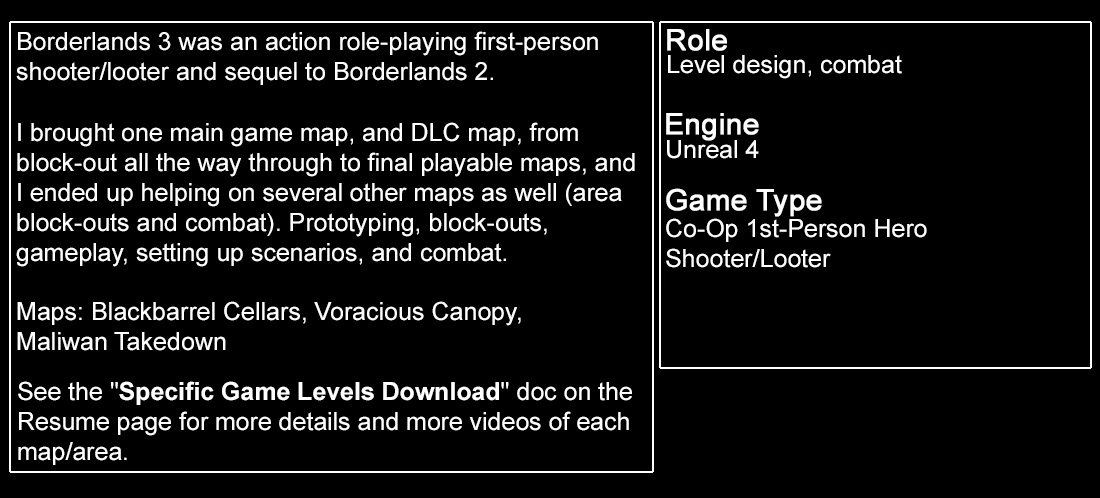 Borderlands 3 was an action role-playing first-person
shooter/looter and sequel to Borderlands 2.
I brought one main game map, and DLC map, from
block-out all the way through to final playable maps, and
I ended up helping on several other maps as well (area
block-outs and combat). Prototyping, block-outs,
gameplay, setting up scenarios, and combat.
Maps: Blackbarrel Cellars, Voracious Canopy,
Maliwan Takedown
See the "Specific Game Levels Download" doc on the
Resume page for more details and more videos of each
map/area.
Role
Level design, combat
Engine
Unreal 4
Game Type
Co-Op 1st-Person Hero
Shooter/Looter